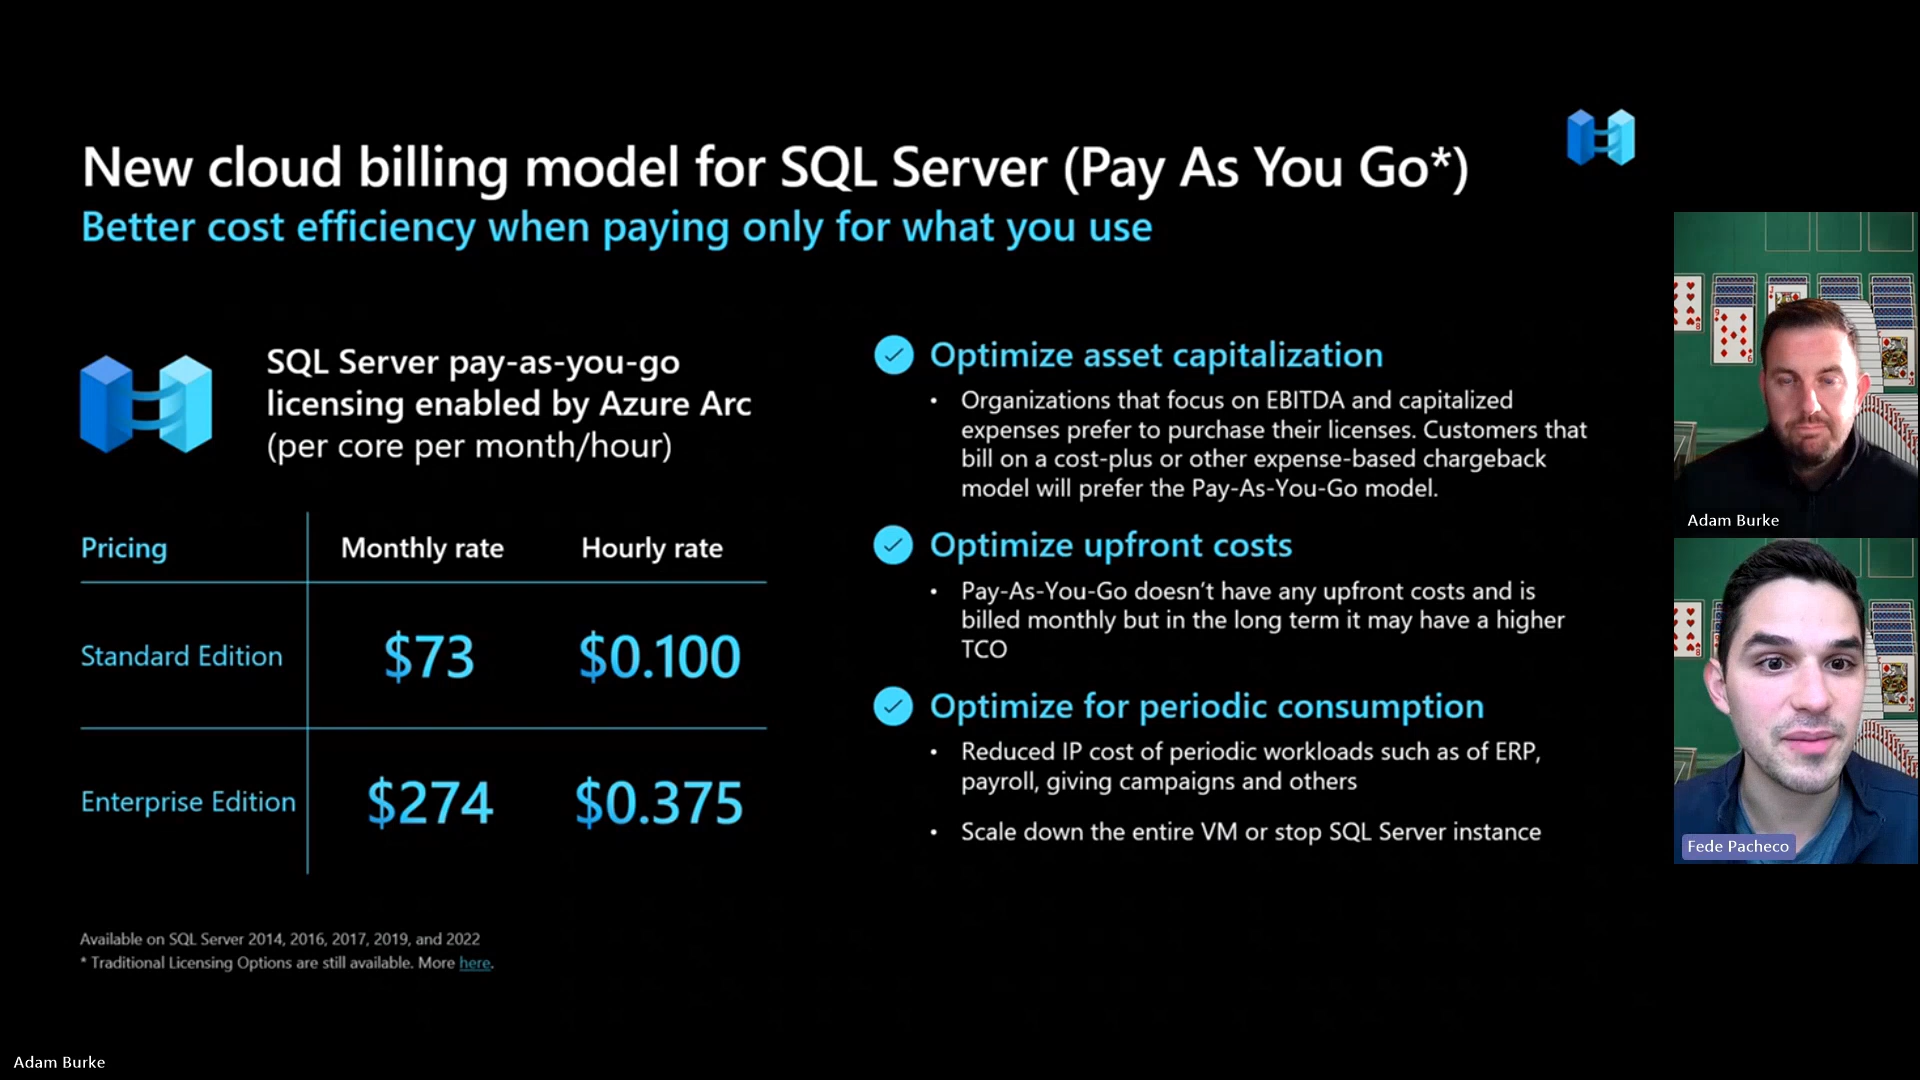 New cloud billing model for SQL Server (Pay As You Go*)
Better cost efficiency when paying only for what you use
SQL Server pay-as-you-go
licensing enabled by Azure Arc
(per core per month/hour)
Pricing
Monthly rate
Hourly rate
Standard Edition
$73
$0.100
Enterprise Edition
$274
$0.375
Available on SQL Server 2014, 2016, 2017, 2019, and 2022
* Traditional Licensing Options are still available. More here.
Optimize asset capitalization
• Organizations that focus on EBITDA and capitalized
expenses prefer to purchase their licenses. Customers that
bill on a cost-plus or other expense-based chargeback
model will prefer the Pay-As-You-Go model.
Optimize upfront costs
• Pay-As-You-Go doesn’t have any upfront costs and is
billed monthly but in the long term it may have a higher
TCO
Optimize for periodic consumption
• Reduced IP cost of periodic workloads such as of ERP,
payroll, giving campaigns and others
• Scale down the entire VM or stop SQL Server instance
Adam Burke
Fede Pacheco
Adam Burke